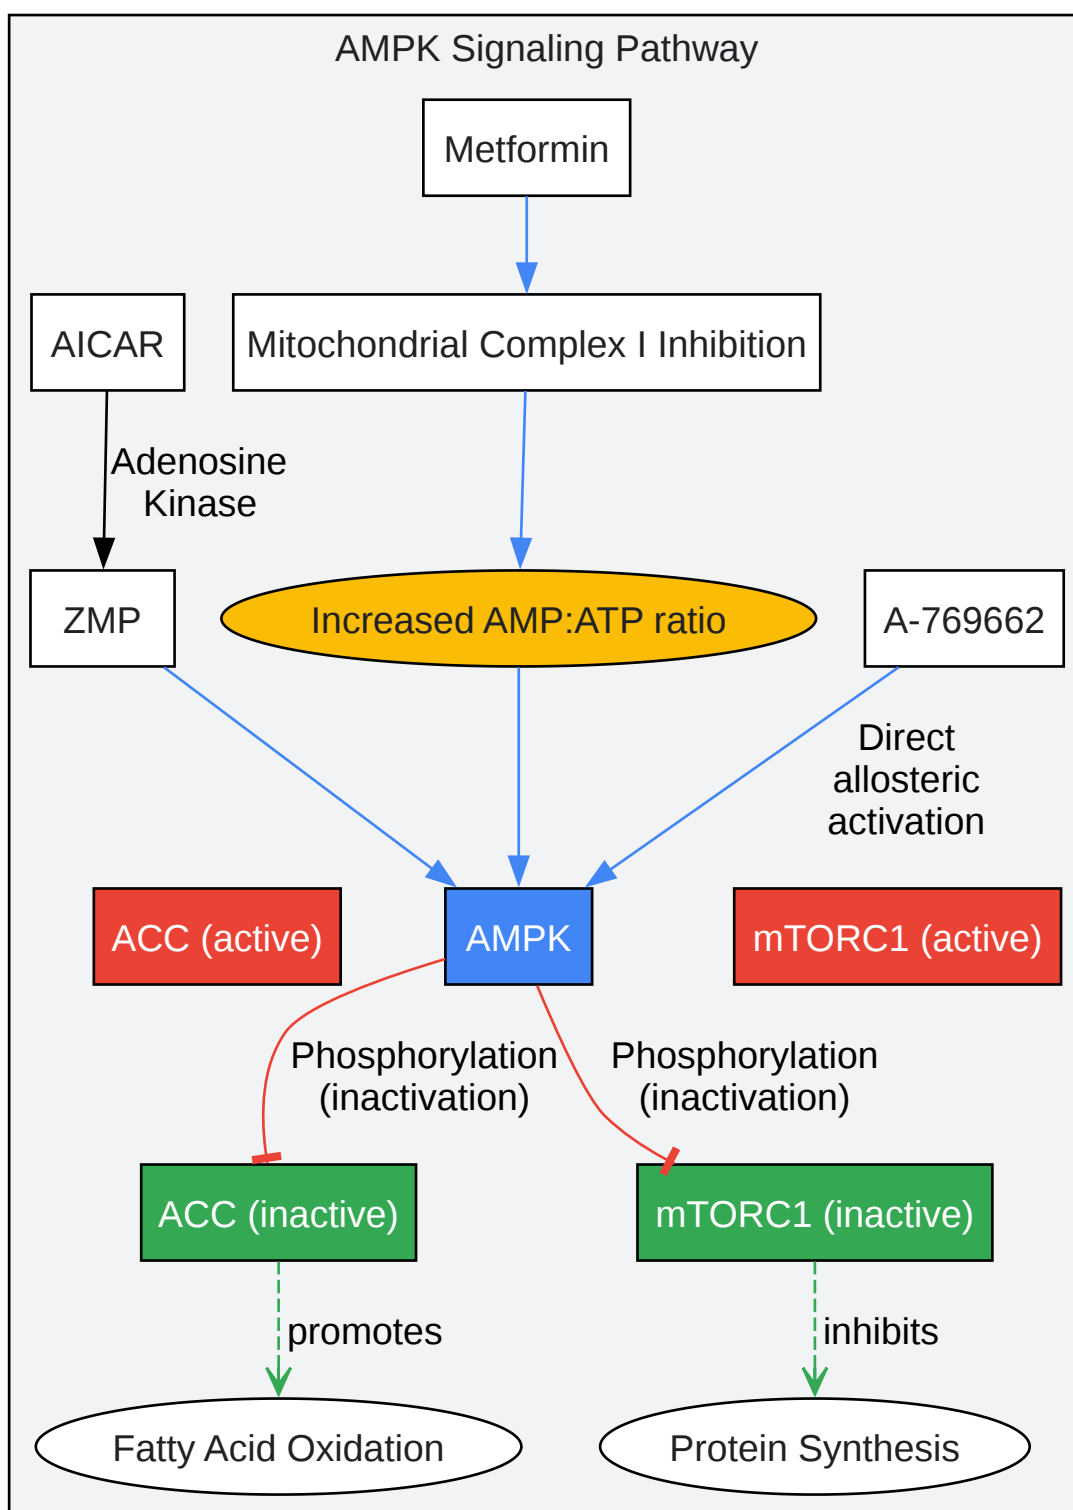 AMPK Signaling Pathway
Metformin
AICAR
Mitochondrial Complex I Inhibition
Adenosine
Kinase
ZMP
Increased AMP:ATP ratio
A-769662
Direct
allosteric
activation
ACC (active)
AMPK
mTORC1 (active)
Phosphorylation
(inactivation)
Phosphorylation
(inactivation)
ACC (inactive)
mTORC1 (inactive)
promotes
inhibits
Fatty Acid Oxidation
Protein Synthesis